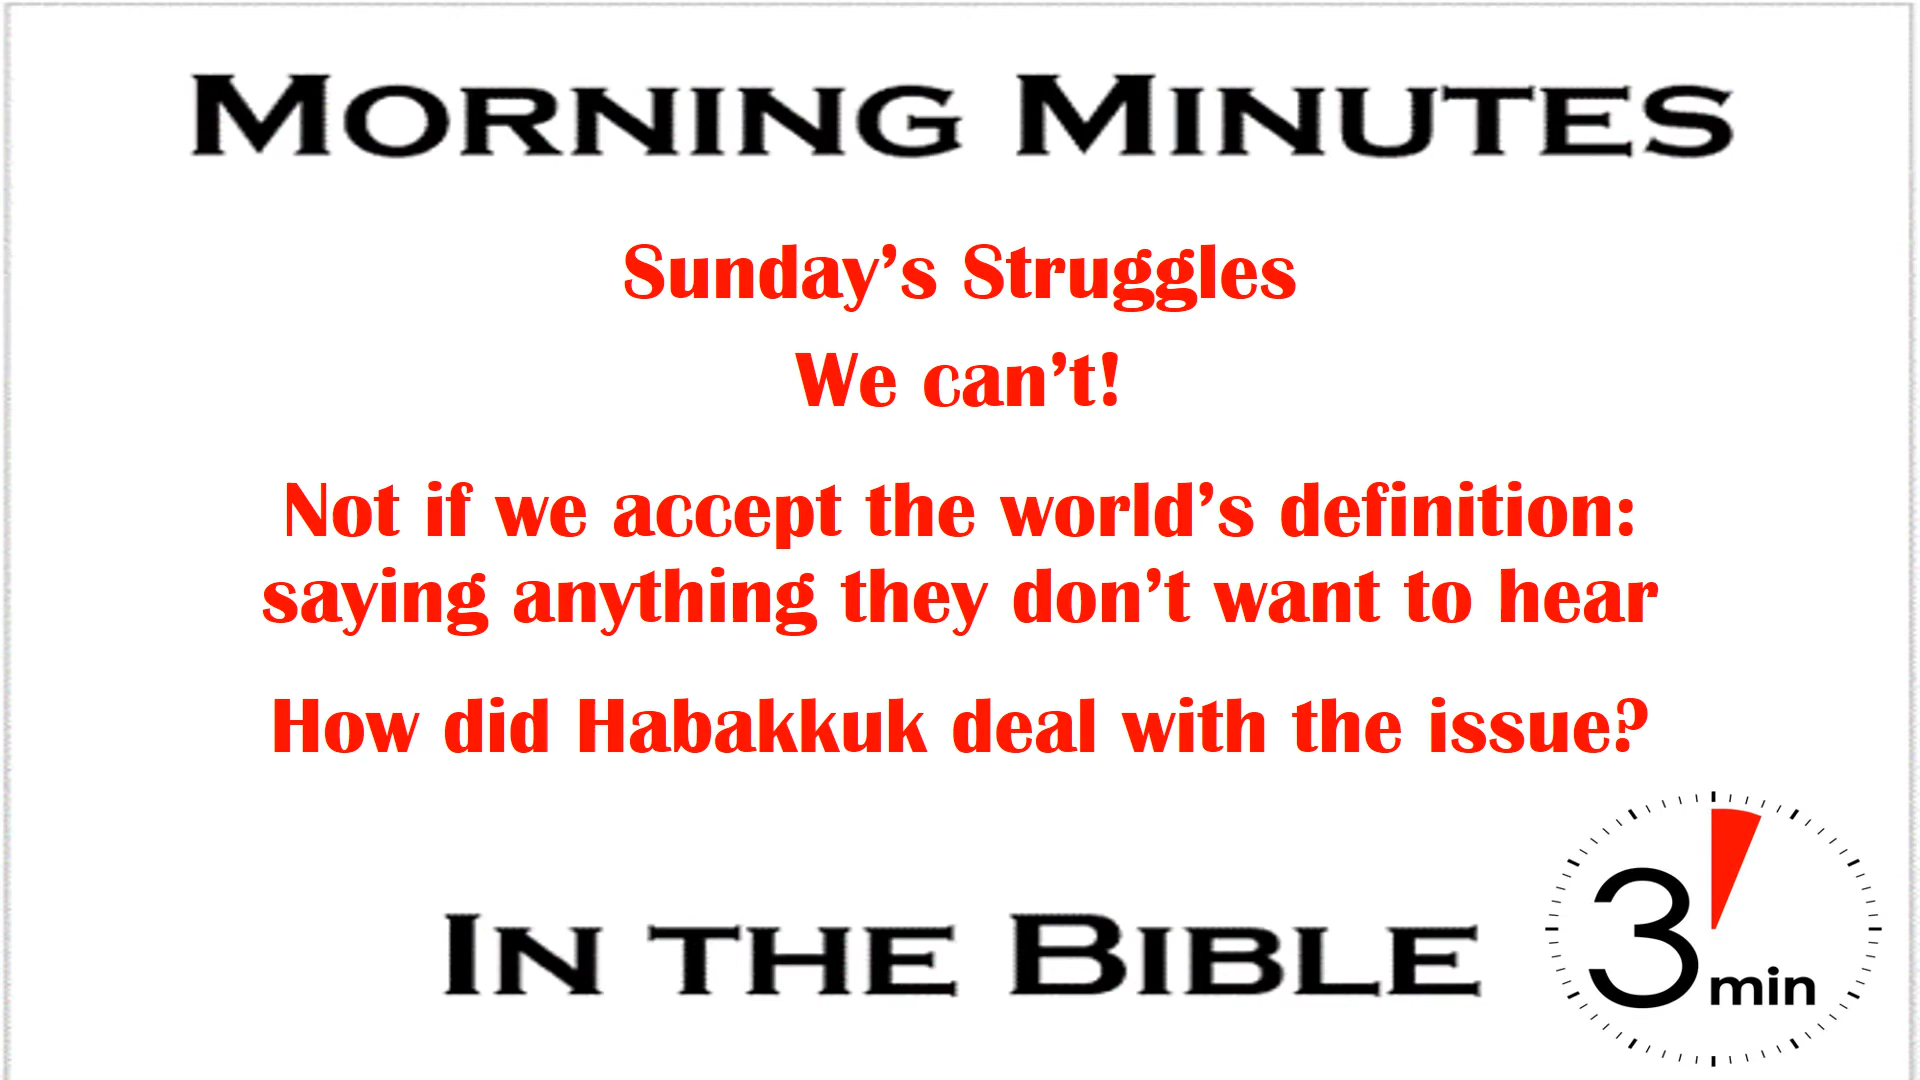 MORNING MINUTES
Sunday’s Struggles
We can’t!
Not if we accept the world’s definition:
saying anything they don’t want to hear
How did Habakkuk deal with the issue?
IN THE BIBLE
3 min